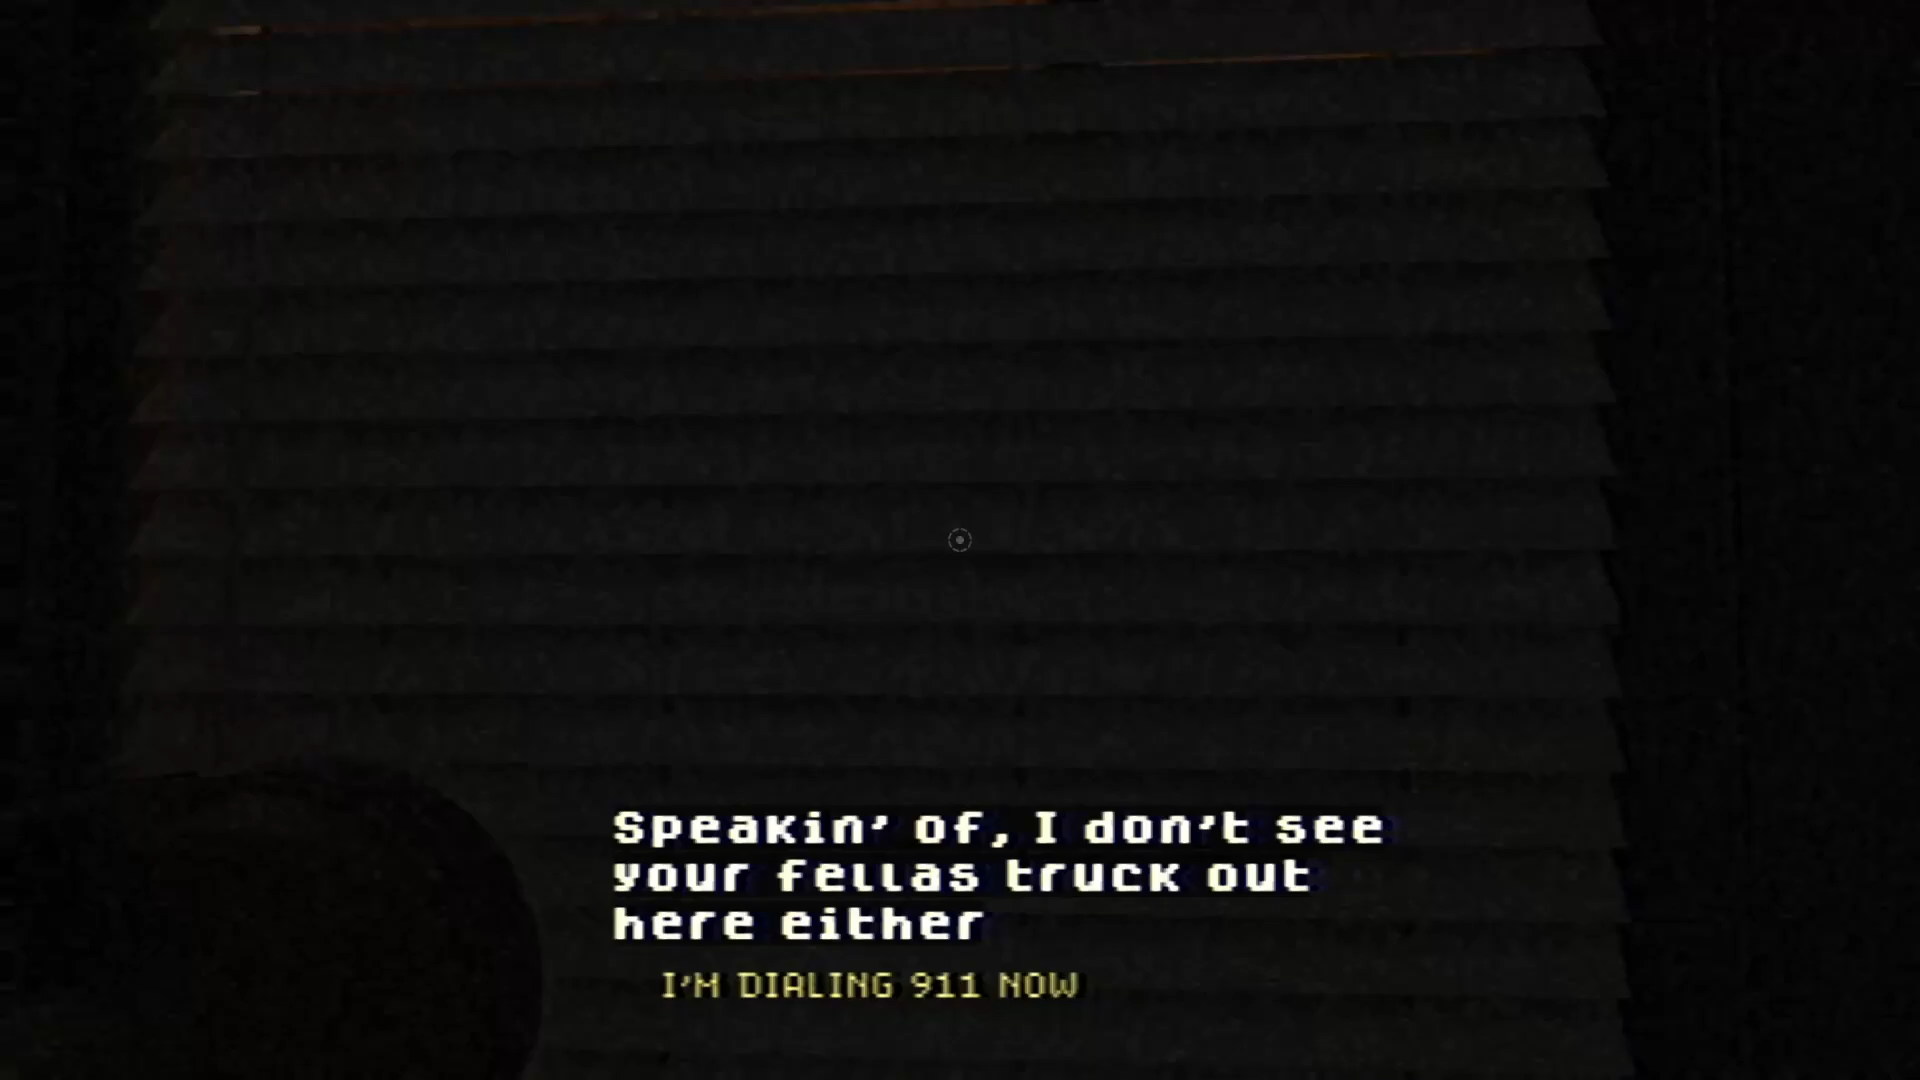 Speakin' of, I don't see
your fellas truck out
here either
I'M DIALING 911 NOW